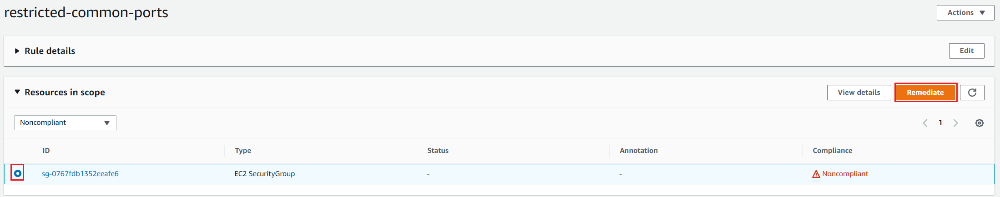 restricted-common-ports
Actions
Rule details
Edit
Resources in scope
View details
Remediate
Noncompliant
1
ID Type Status Annotation Compliance
sg-0767fdb1352eeafe6 EC2 SecurityGroup - - Noncompliant